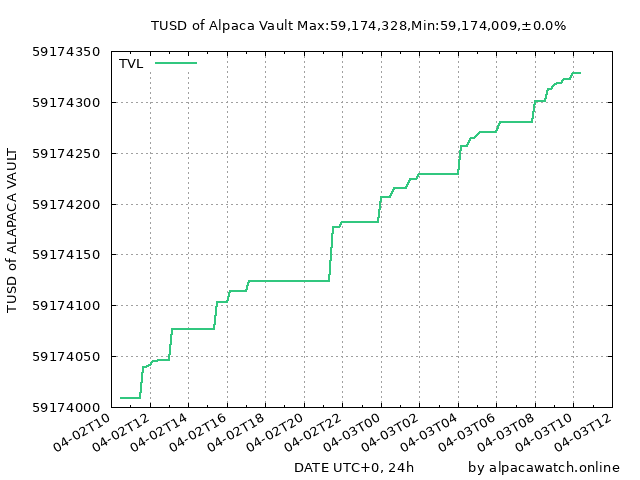 TUSD of Alpaca Vault Max:59,174,328,Min:59,174,009,±0.0%
TVL
59174350
59174300
59174250
59174200
59174150
59174100
59174050
59174000
TUSD of ALAPACA VAULT
04-02T10
04-02T12
04-02T14
04-02T16
04-02T18
04-02T20
04-02T22
04-03T00
04-03T02
04-03T04
04-03T06
04-03T08
04-03T10
04-03T12
DATE UTC+0, 24h
by alpacawatch.online